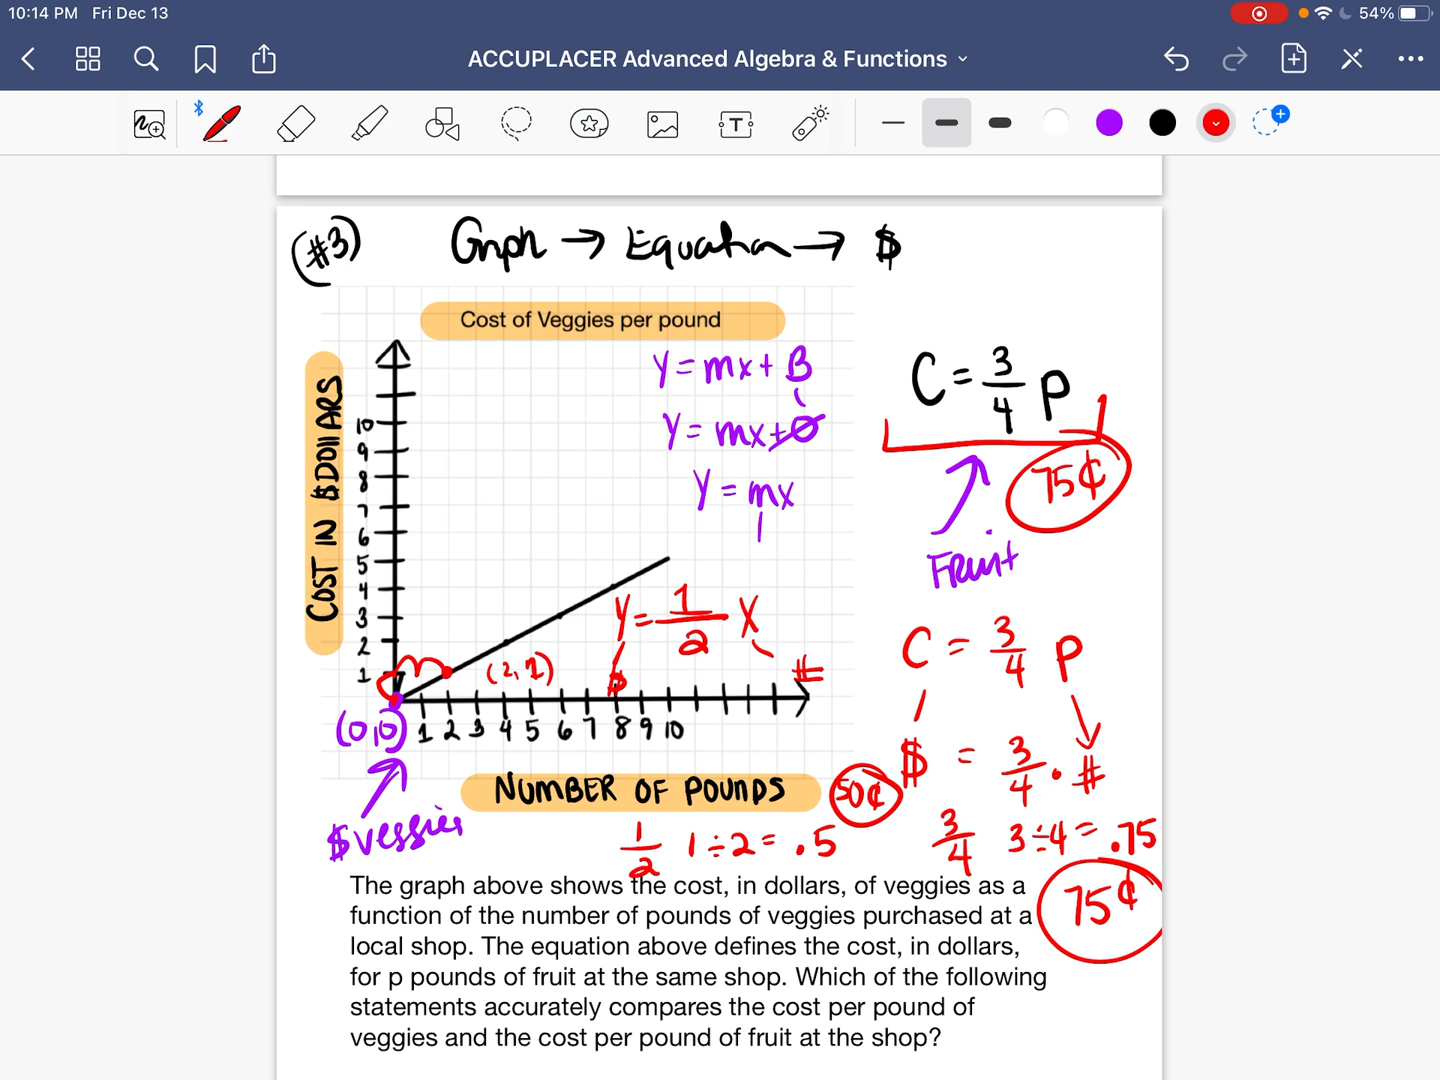 10:14 PM Fri Dec 13
54%
ACCUPLACER Advanced Algebra & Functions
T
(#3) Graph → Equation → $
Cost of Veggies per pound
COST IN $DOLLARS
10
9
8
7
6
5
4
3
2
1
y = mx + B
y = mx + 0
y = mx
y = 1/2 x
$
#
(2, 1)
(0,0)
1 2 3 4 5 6 7 8 9 10
NUMBER OF POUNDS
$ veggies
1/2 1 ÷ 2 = .5
50¢
C = 3/4 p
75¢
Fruit
C = 3/4 p
$ = 3/4 · #
3/4 3 ÷ 4 = .75
75¢
The graph above shows the cost, in dollars, of veggies as a
function of the number of pounds of veggies purchased at a
local shop. The equation above defines the cost, in dollars,
for p pounds of fruit at the same shop. Which of the following
statements accurately compares the cost per pound of
veggies and the cost per pound of fruit at the shop?